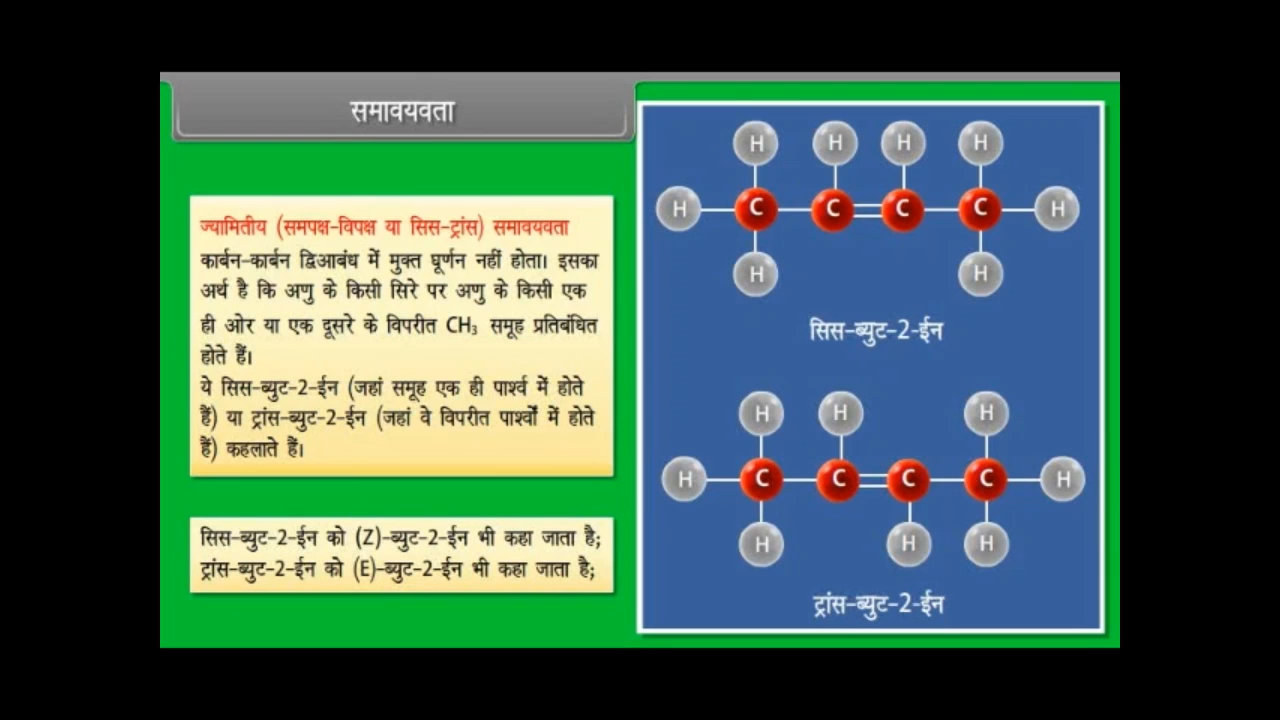 समावयवता
ज्यामितीय (समपक्ष-विपक्ष या सिस-ट्रांस) समावयवता
कार्बन-कार्बन द्विआबंध में मुक्त घूर्णन नहीं होता। इसका
अर्थ है कि अणु के किसी सिरे पर अणु के किसी एक
ही ओर या एक दूसरे के विपरीत CH₃ समूह प्रतिबंधित
होते हैं।
ये सिस-ब्युट-2-ईन (जहां समूह एक ही पार्श्व में होते
हैं) या ट्रांस-ब्युट-2-ईन (जहां वे विपरीत पार्श्वों में होते
हैं) कहलाते हैं।
सिस-ब्युट-2-ईन को (Z)-ब्युट-2-ईन भी कहा जाता है;
ट्रांस-ब्युट-2-ईन को (E)-ब्युट-2-ईन भी कहा जाता है;
H H H H
H C C C C H
H H
सिस-ब्युट-2-ईन
H H H
H C C C C H
H H H
ट्रांस-ब्युट-2-ईन